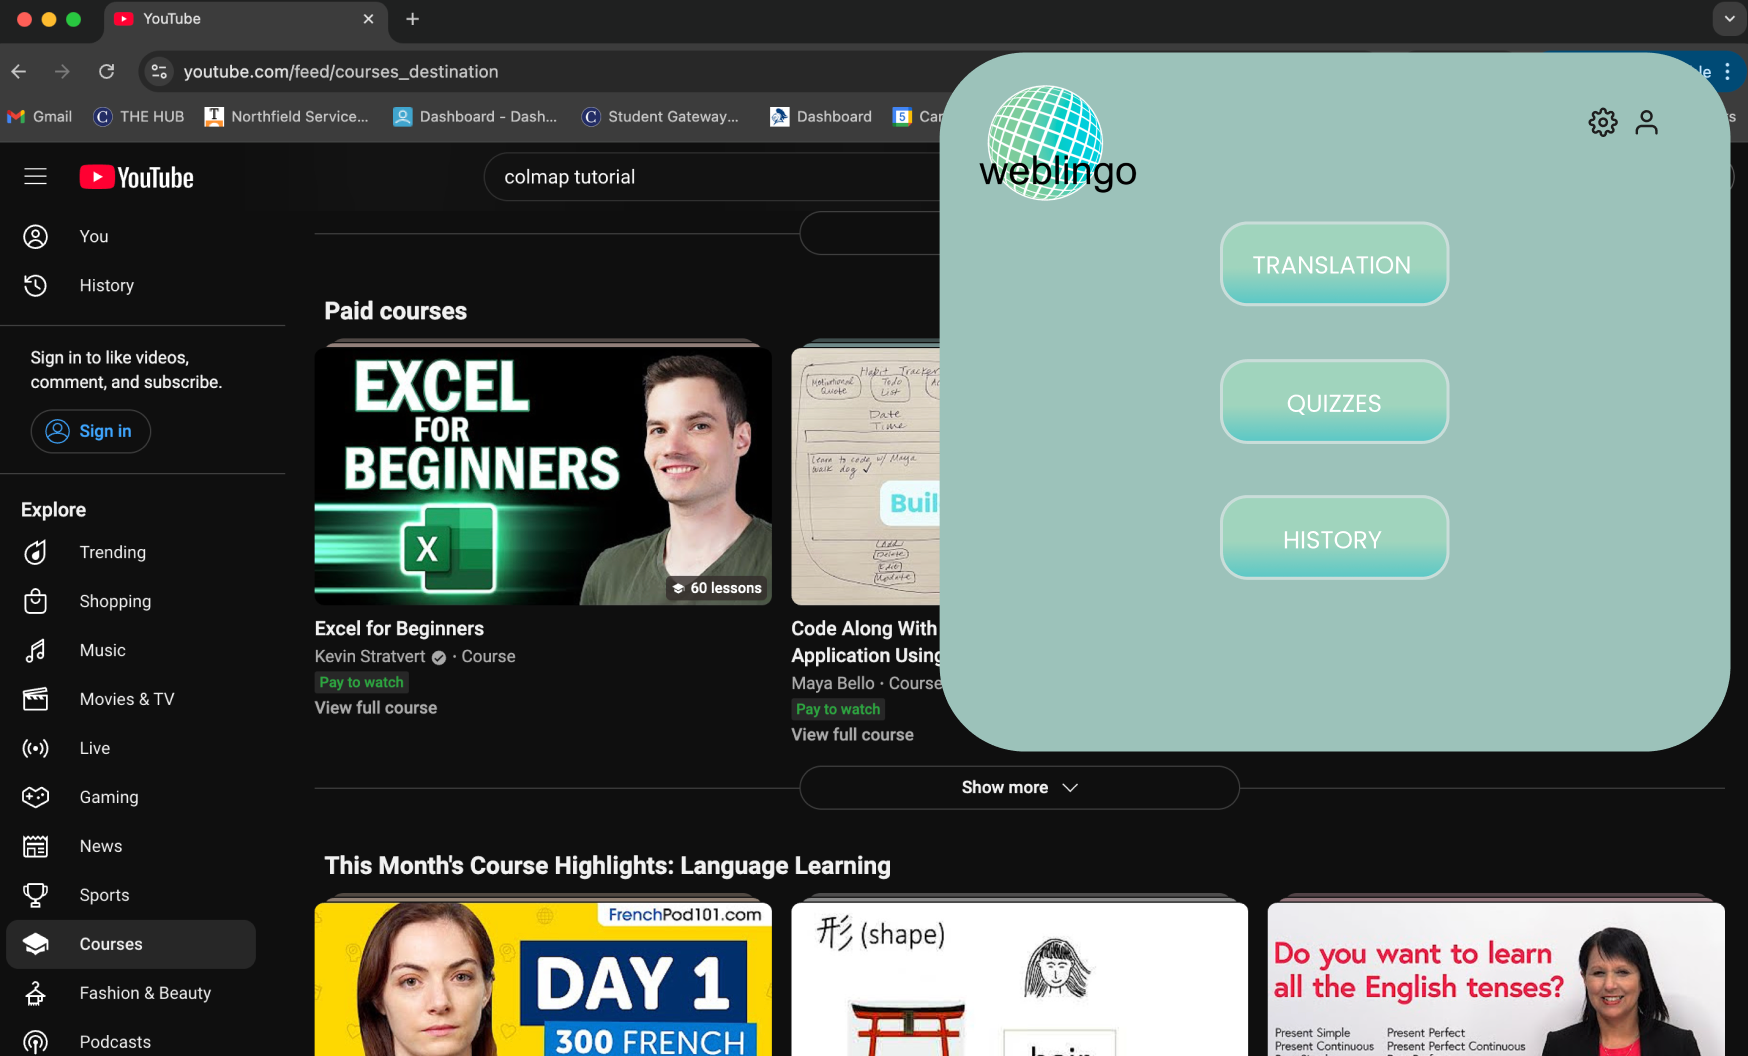 YouTube
youtube.com/feed/courses_destination
Gmail
THE HUB
Northfield Service...
Dashboard - Dash...
Student Gateway...
Dashboard
YouTube
colmap tutorial
You
History
Sign in to like videos,
comment, and subscribe.
Sign in
Explore
Trending
Shopping
Music
Movies & TV
Live
Gaming
News
Sports
Courses
Fashion & Beauty
Podcasts
Paid courses
EXCEL
FOR
BEGINNERS
X
60 lessons
Excel for Beginners
Kevin Stratvert · Course
Pay to watch
View full course
Habit Tracker
Motivational
Quote
Todo
List
Date
Time
Learn to code w/ Maya
walk dog ✓
Add
Delete
Edit
Update
Code Along With
Application Using
Maya Bello · Course
Pay to watch
View full course
weblingo
TRANSLATION
QUIZZES
HISTORY
Show more
This Month's Course Highlights: Language Learning
FrenchPod101.com
DAY 1
300 FRENCH
形 (shape)
hair
Do you want to learn
all the English tenses?
Present Simple
Present Perfect
Present Continuous
Present Perfect Continuous